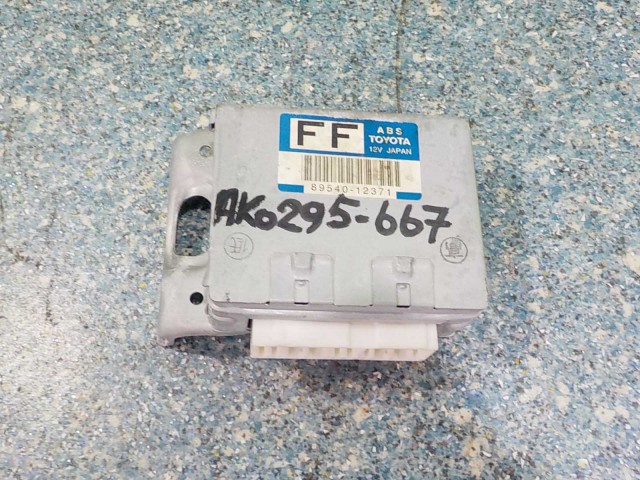 FF
ABS
TOYOTA
12V JAPAN
89540-12371
AK0295-667